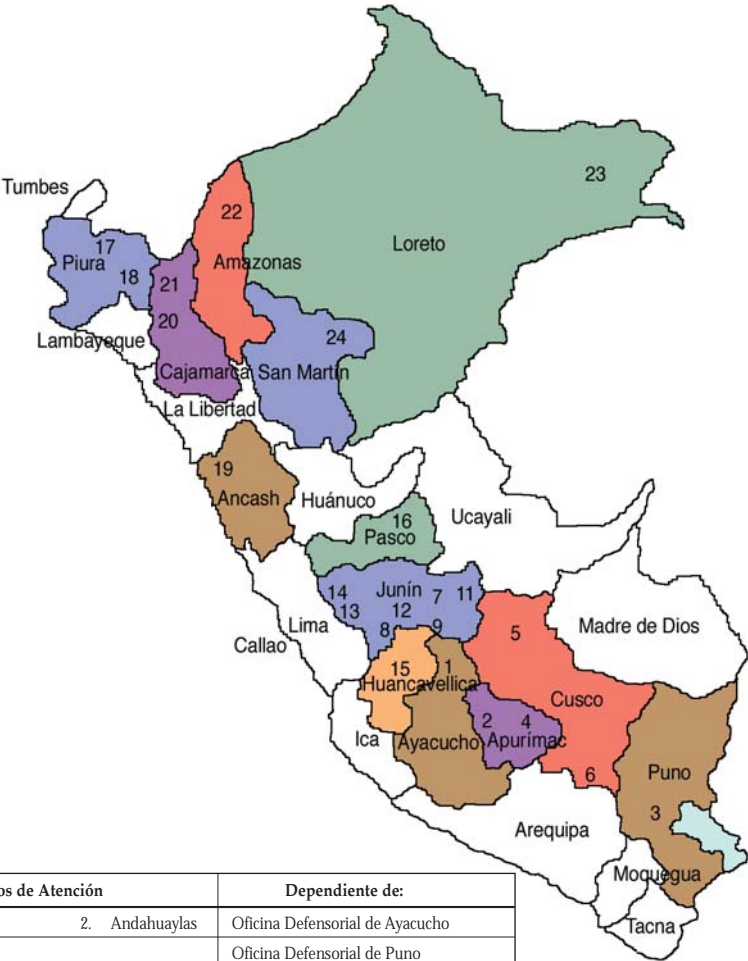 23
Tumbes
22
17
Piura
Loreto
Amazonas
18
21
20
24
Lambayeque
Cajamarca
San Martín
La Libertad
19
Ancash
Huánuco
16
Ucayali
Pasco
14
Junín
7
11
13
12
Lima
8
9
5
Madre de Dios
Callao
15
1
Huancavellica
Cusco
2
4
Ica
Ayacucho
Apurímac
6
Puno
3
Arequipa
Moquegua
Tacna
os de Atención
Dependiente de:
2. Andahuaylas
Oficina Defensorial de Ayacucho
Oficina Defensorial de Puno